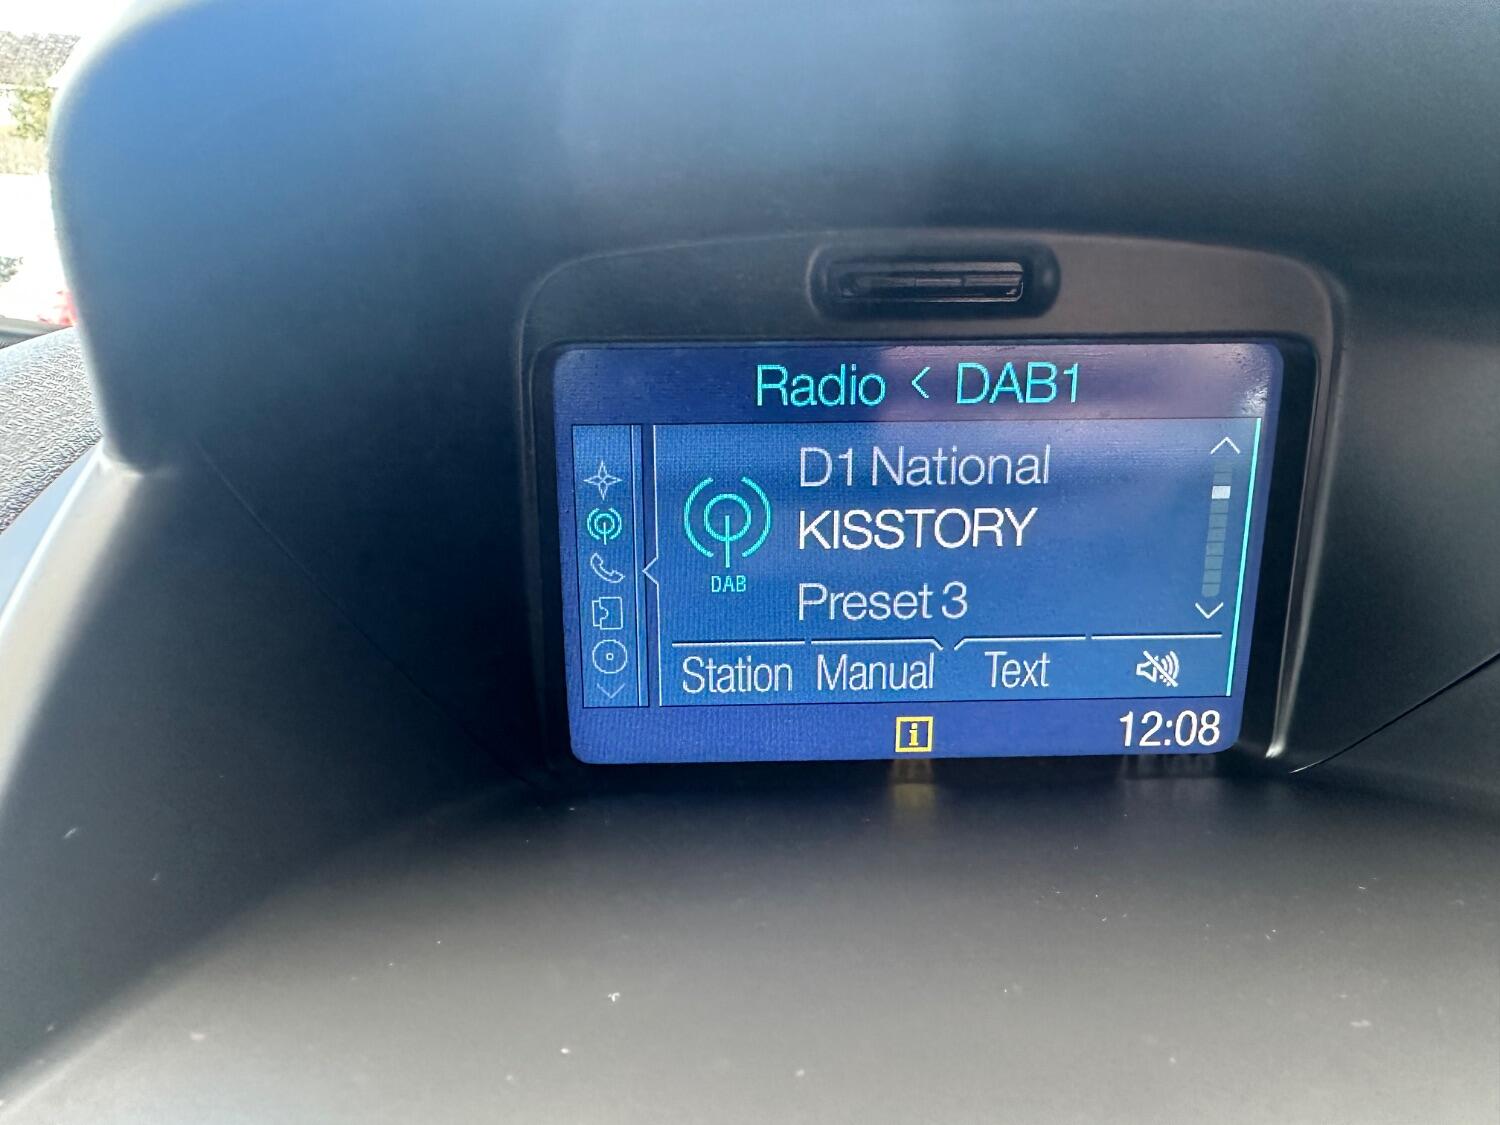 Radio < DAB1
D1 National
KISSTORY
DAB
Preset 3
Station Manual Text
i 12:08